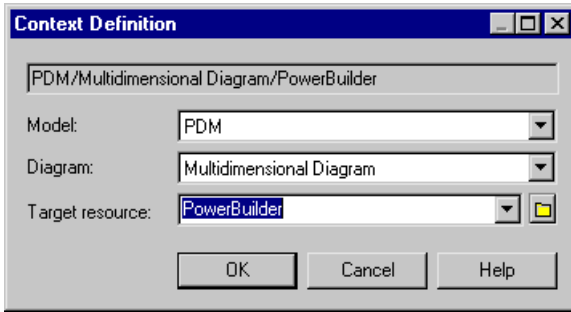 Context Definition
PDM/Multidimensional Diagram/PowerBuilder
Model: PDM
Diagram: Multidimensional Diagram
Target resource: PowerBuilder
OK Cancel Help